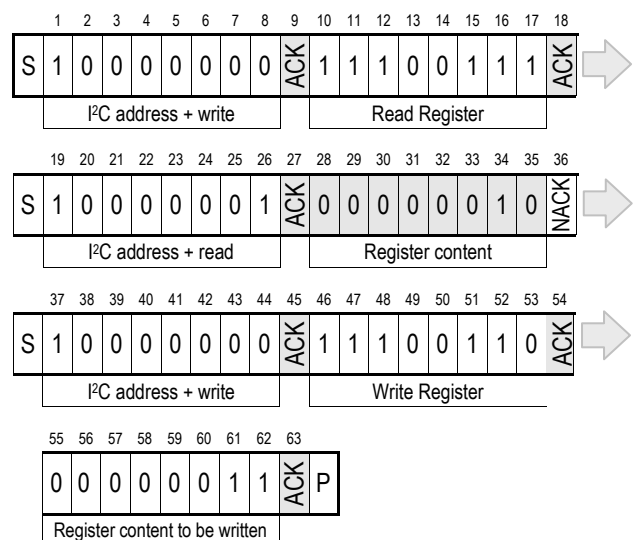 1 2 3 4 5 6 7 8 9 10 11 12 13 14 15 16 17 18
S 1 0 0 0 0 0 0 0 ACK 1 1 1 0 0 1 1 1 ACK
I²C address + write Read Register
19 20 21 22 23 24 25 26 27 28 29 30 31 32 33 34 35 36
S 1 0 0 0 0 0 0 1 ACK 0 0 0 0 0 0 1 0 NACK
I²C address + read Register content
37 38 39 40 41 42 43 44 45 46 47 48 49 50 51 52 53 54
S 1 0 0 0 0 0 0 0 ACK 1 1 1 0 0 1 1 0 ACK
I²C address + write Write Register
55 56 57 58 59 60 61 62 63
0 0 0 0 0 0 1 1 ACK P
Register content to be written